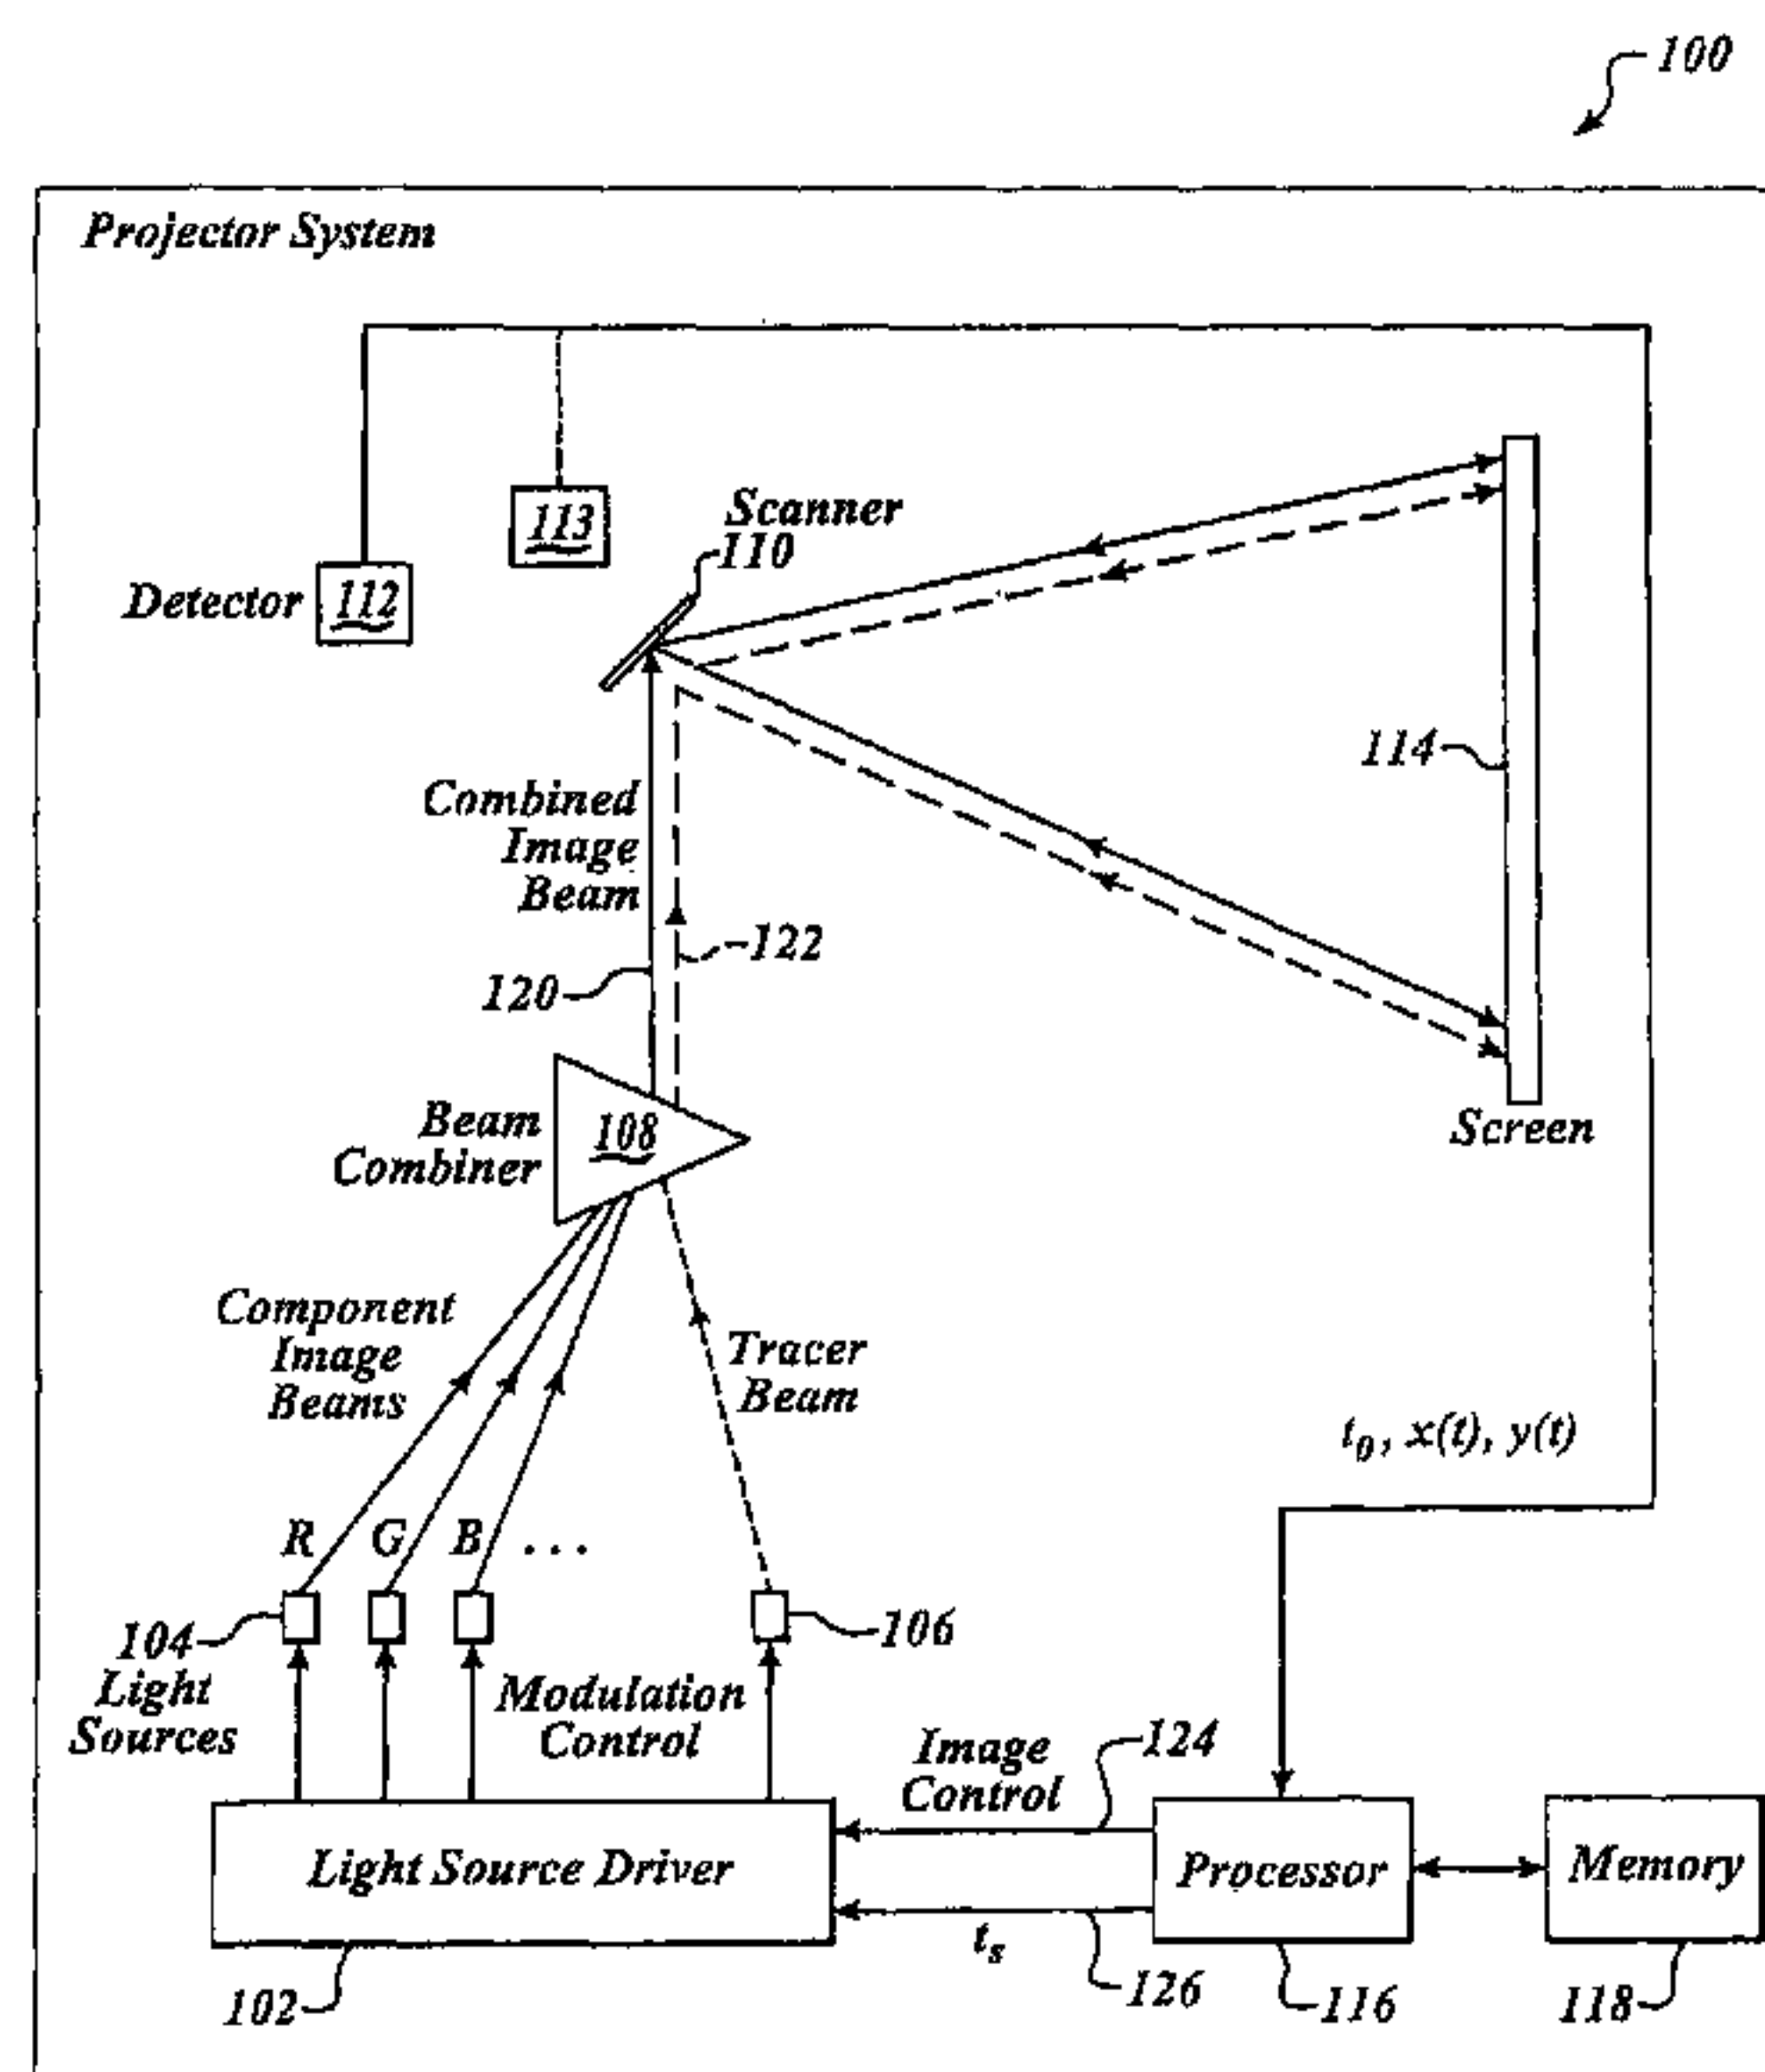 100
Projector System
113
Scanner
110
Detector
112
114
Combined
Image
Beam
122
120
Beam
Combiner
108
Screen
Component
Image
Beams
Tracer
Beam
t0, x(t), y(t)
R G B ...
104
106
Light
Sources
Modulation
Control
Image
Control
124
Light Source Driver
Processor
Memory
ts
102
126
116
118